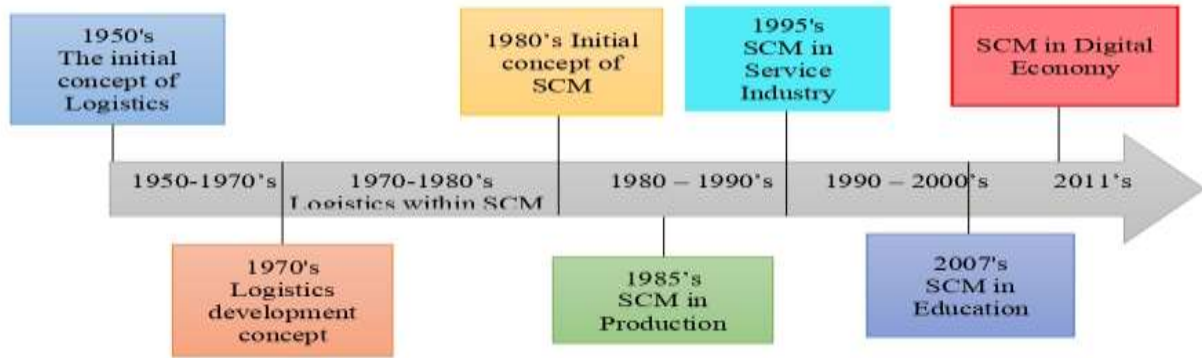 1950's
The initial
concept of
Logistics
1980’s Initial
concept of
SCM
1995's
SCM in
Service
Industry
SCM in Digital
Economy
1950-1970’s
1970-1980’s
Logistics within SCM
1980 – 1990’s
1990 – 2000’s
2011’s
1970's
Logistics
development
concept
1985’s
SCM in
Production
2007's
SCM in
Education